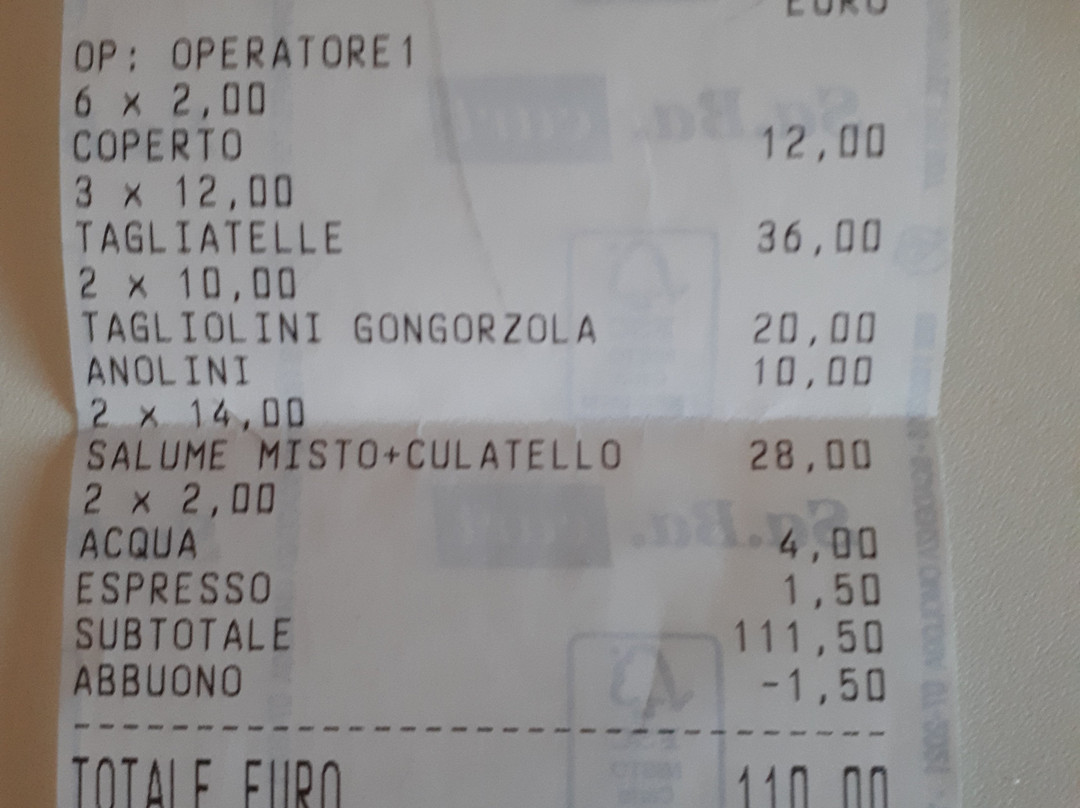 EURO
OP: OPERATORE1
6 x 2,00
COPERTO 12,00
3 x 12,00
TAGLIATELLE 36,00
2 x 10,00
TAGLIOLINI GONGORZOLA 20,00
ANOLINI 10,00
2 x 14,00
SALUME MISTO+CULATELLO 28,00
2 x 2,00
ACQUA 4,00
ESPRESSO 1,50
SUBTOTALE 111,50
ABBUONO -1,50
TOTALE EURO 110,00